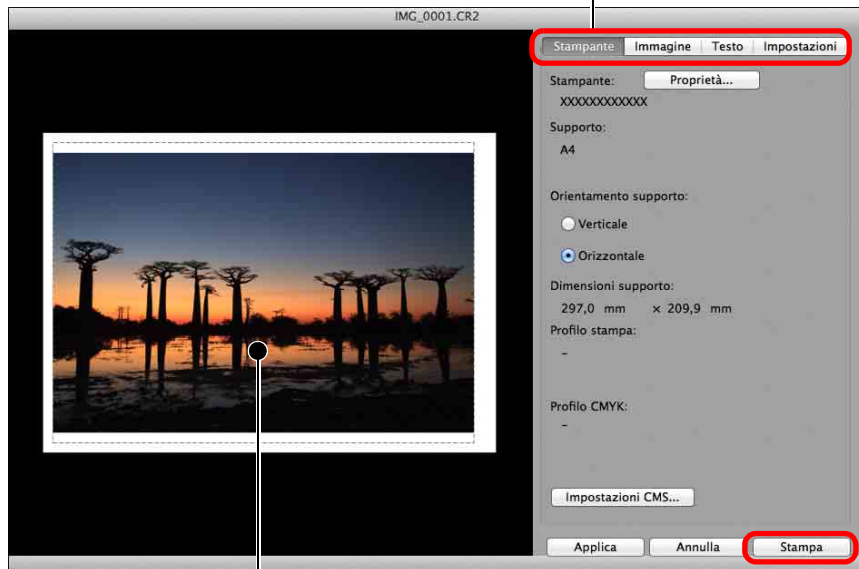 IMG_0001.CR2
Stampante Immagine Testo Impostazioni
Stampante: Proprietà...
XXXXXXXXXXXX
Supporto:
A4
Orientamento supporto:
Verticale
Orizzontale
Dimensioni supporto:
297,0 mm × 209,9 mm
Profilo stampa:
–
Profilo CMYK:
–
Impostazioni CMS...
Applica Annulla Stampa